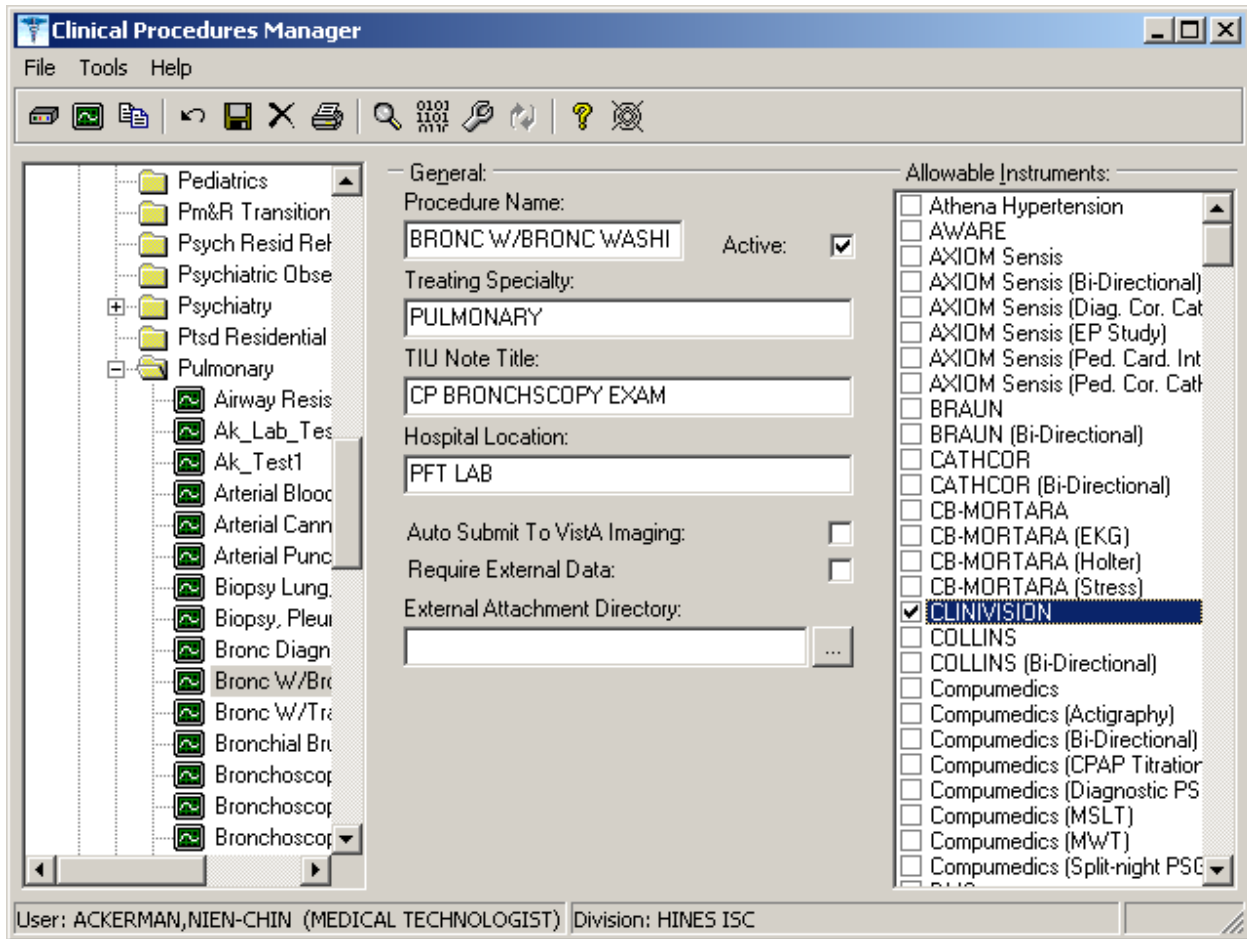 Clinical Procedures Manager
File Tools Help
Pediatrics
Pm&R Transition
Psych Resid Reh
Psychiatric Obse
Psychiatry
Ptsd Residential
Pulmonary
Airway Resis
Ak_Lab_Tes
Ak_Test1
Arterial Blood
Arterial Cann
Arterial Punc
Biopsy Lung,
Biopsy, Pleur
Bronc Diagn
Bronc W/Bro
Bronc W/Tra
Bronchial Bru
Bronchoscop
Bronchoscop
Bronchoscop
General:
Procedure Name:
BRONC W/BRONC WASHI
Active:
Treating Specialty:
PULMONARY
TIU Note Title:
CP BRONCHSCOPY EXAM
Hospital Location:
PFT LAB
Auto Submit To VistA Imaging:
Require External Data:
External Attachment Directory:
...
Allowable Instruments:
Athena Hypertension
AWARE
AXIOM Sensis
AXIOM Sensis (Bi-Directional)
AXIOM Sensis (Diag. Cor. Cat
AXIOM Sensis (EP Study)
AXIOM Sensis (Ped. Card. Int
AXIOM Sensis (Ped. Cor. Cath
BRAUN
BRAUN (Bi-Directional)
CATHCOR
CATHCOR (Bi-Directional)
CB-MORTARA
CB-MORTARA (EKG)
CB-MORTARA (Holter)
CB-MORTARA (Stress)
CLINIVISION
COLLINS
COLLINS (Bi-Directional)
Compumedics
Compumedics (Actigraphy)
Compumedics (Bi-Directional)
Compumedics (CPAP Titration
Compumedics (Diagnostic PS
Compumedics (MSLT)
Compumedics (MWT)
Compumedics (Split-night PSG
User: ACKERMAN,NIEN-CHIN (MEDICAL TECHNOLOGIST)
Division: HINES ISC